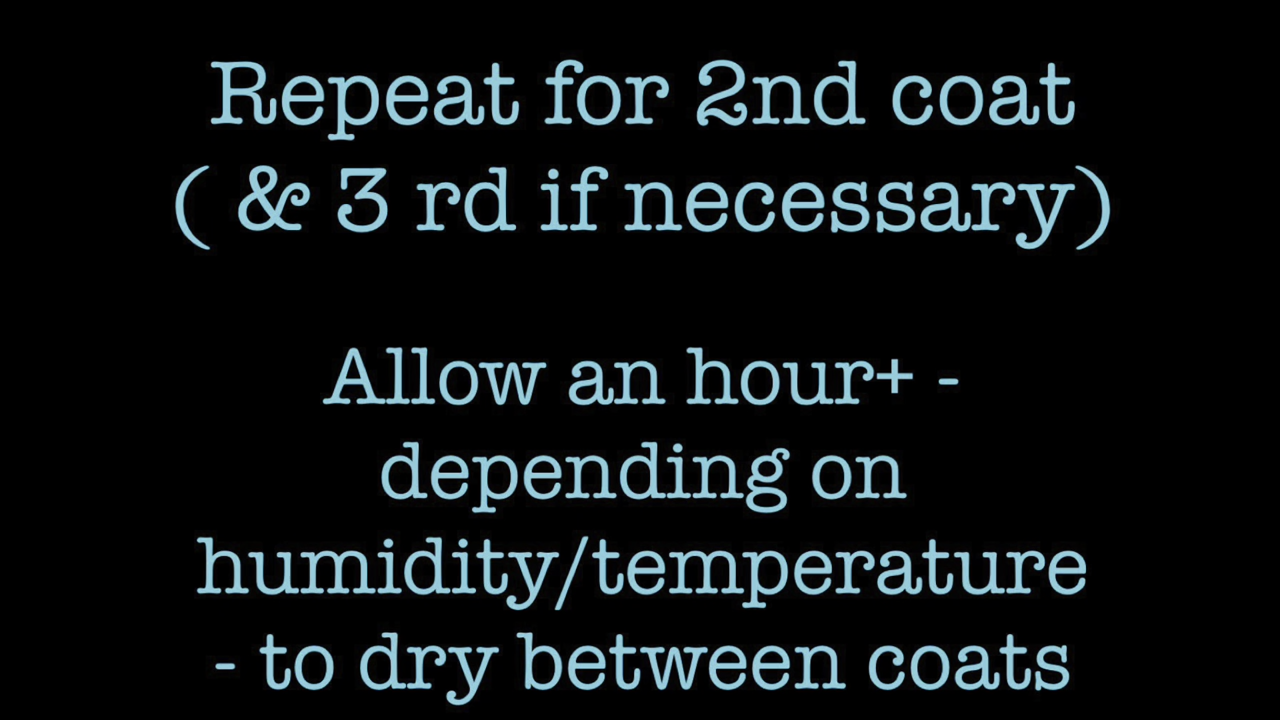 Repeat for 2nd coat
( & 3 rd if necessary)
Allow an hour+ -
depending on
humidity/temperature
- to dry between coats